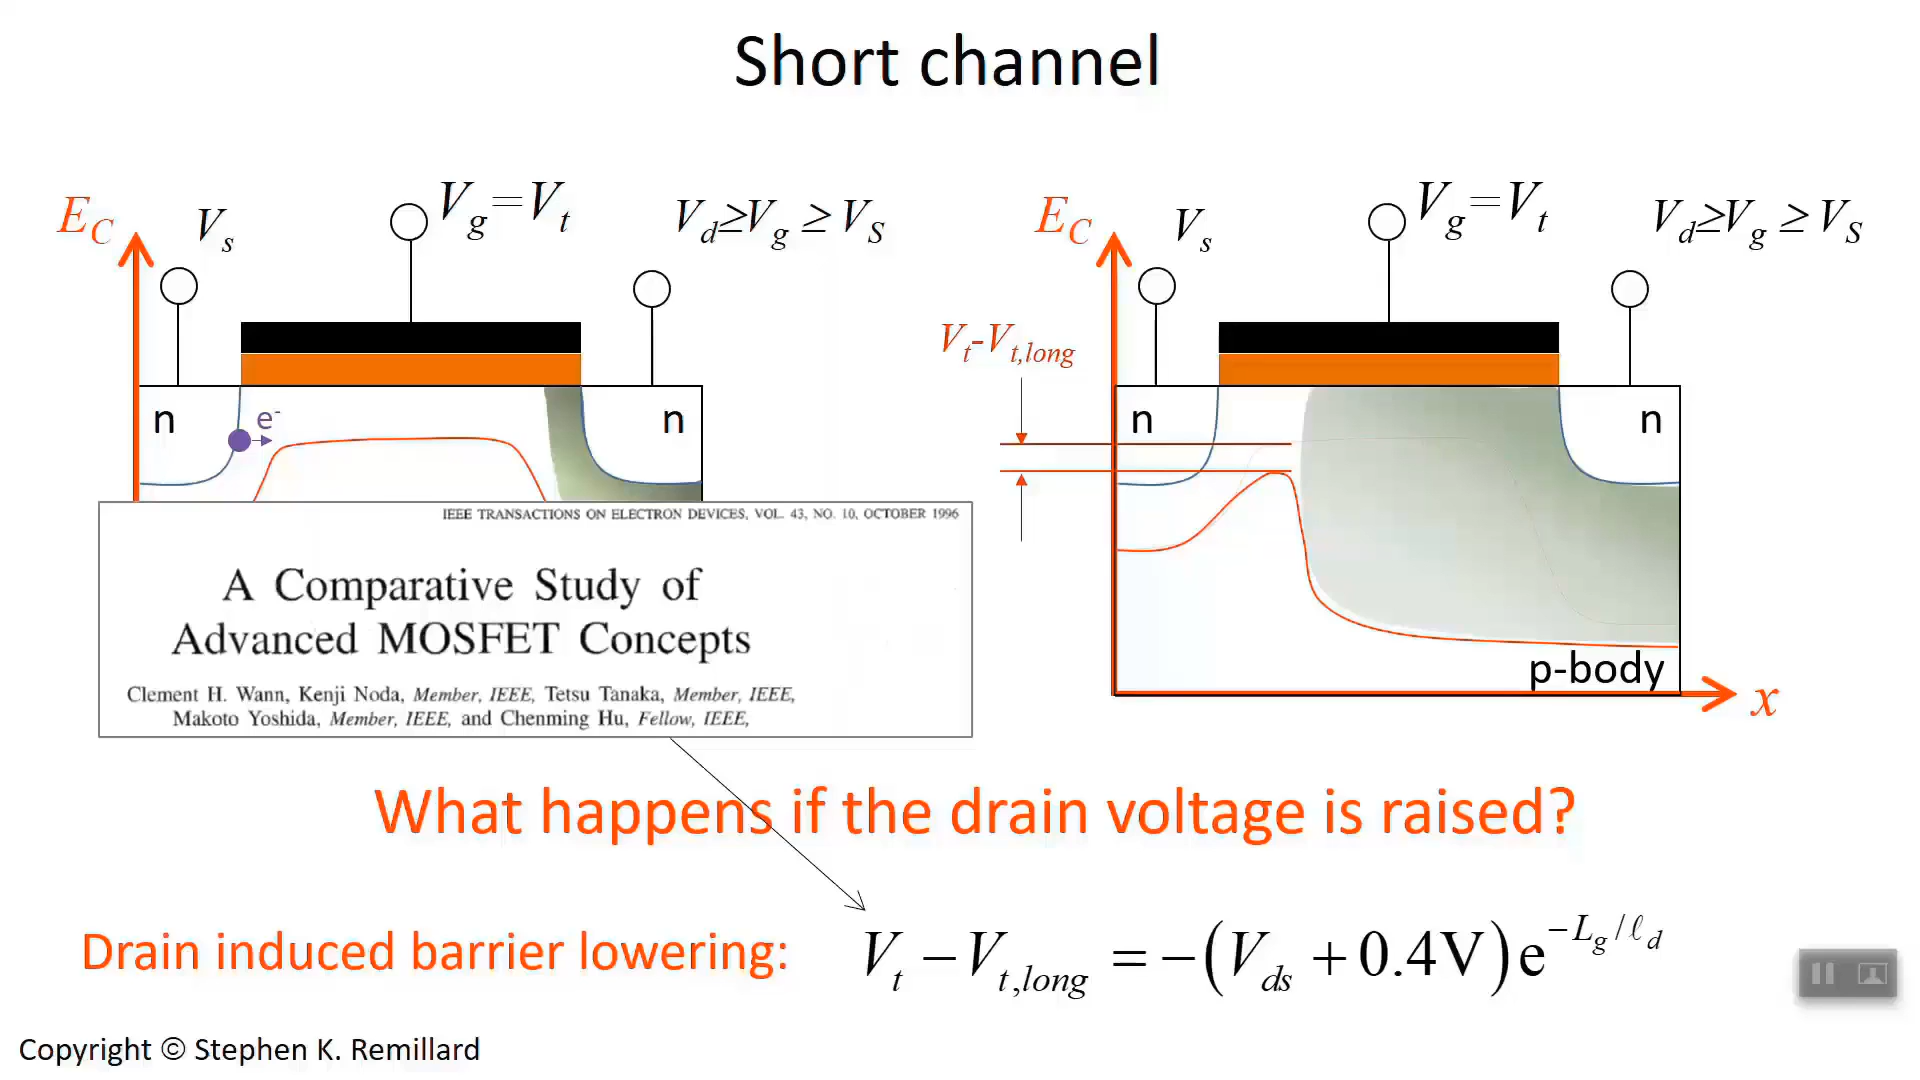 Short channel
E_C
V_s
V_g=V_t
V_d≥V_g ≥ V_S
n
e^-
n
E_C
V_s
V_g=V_t
V_d≥V_g ≥ V_S
V_t-V_{t,long}
n
n
p-body
x
IEEE TRANSACTIONS ON ELECTRON DEVICES, VOL. 43, NO. 10, OCTOBER 1996
A Comparative Study of
Advanced MOSFET Concepts
Clement H. Wann, Kenji Noda, Member, IEEE, Tetsu Tanaka, Member, IEEE,
Makoto Yoshida, Member, IEEE, and Chenming Hu, Fellow, IEEE,
What happens if the drain voltage is raised?
Drain induced barrier lowering: V_t − V_{t,long} = −(V_{ds} + 0.4V)e^{−L_g/ℓ_d}
Copyright © Stephen K. Remillard